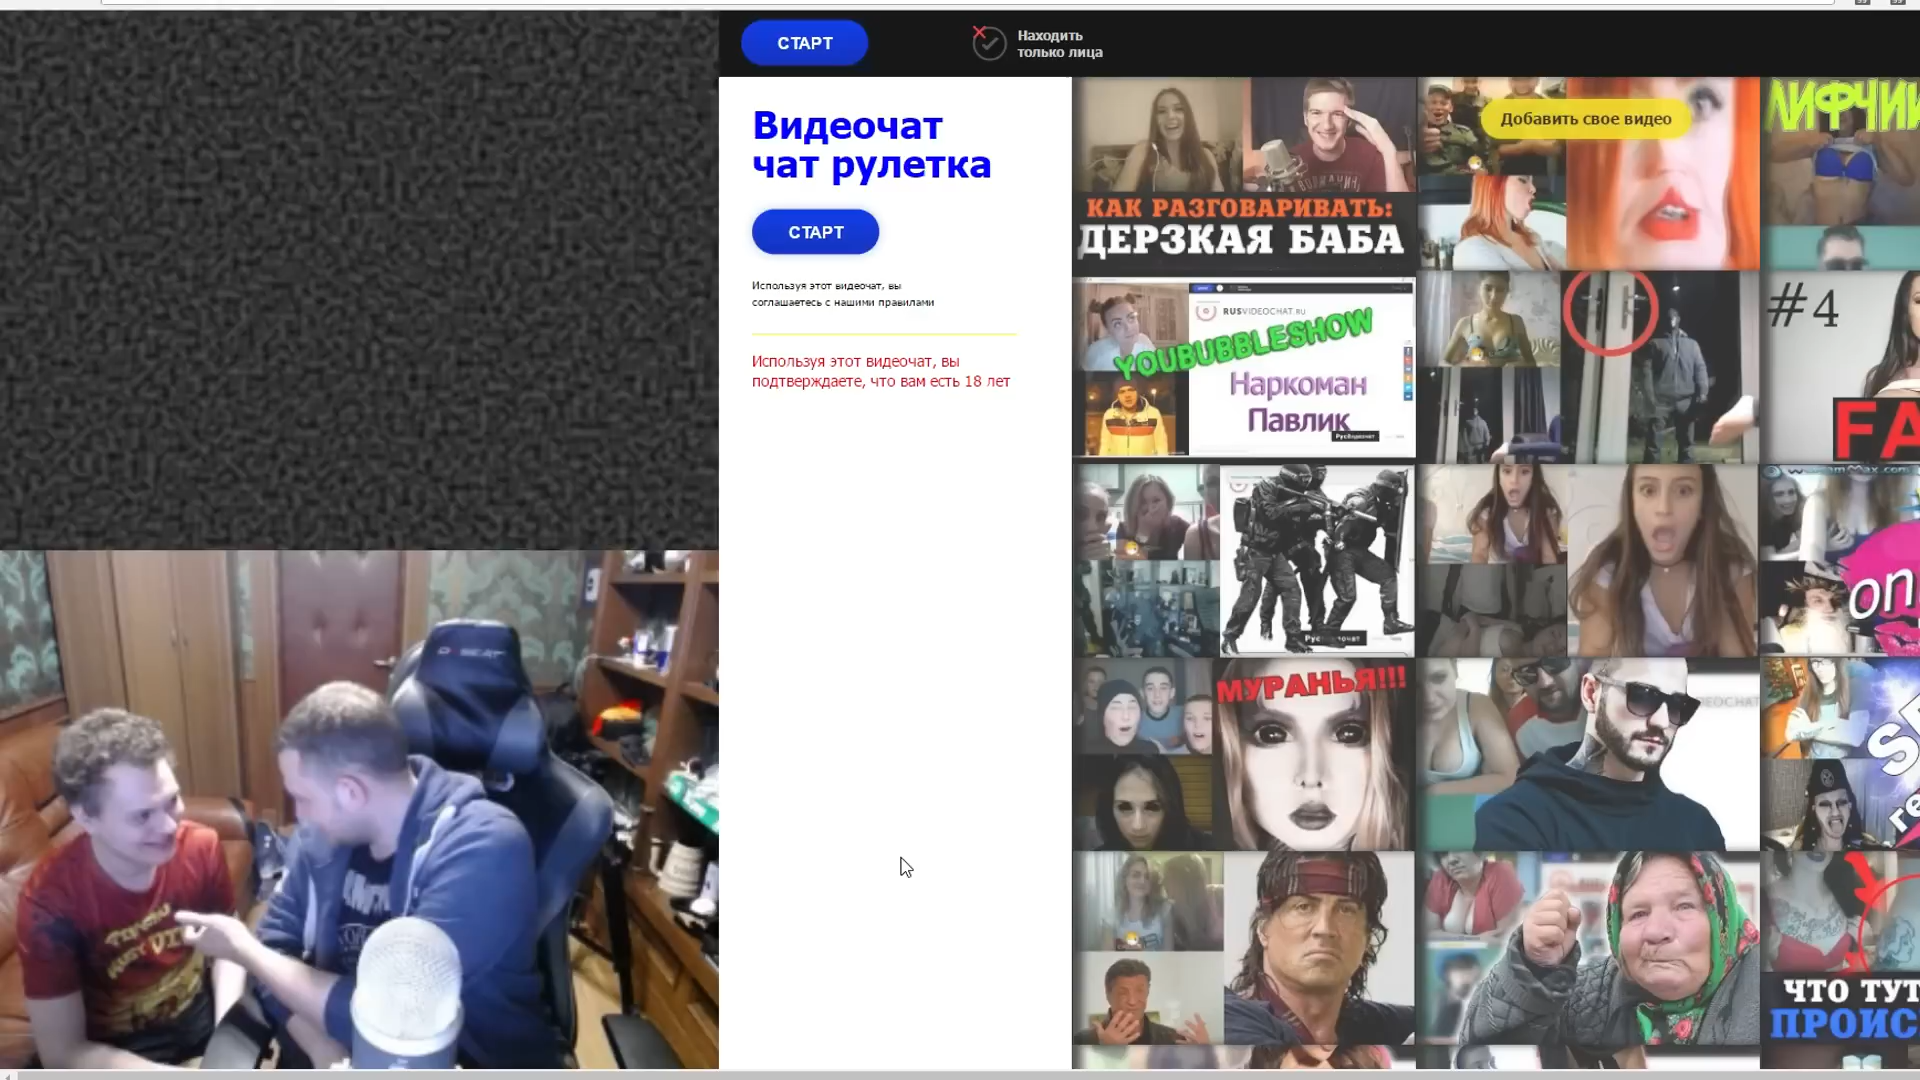 СТАРТ
Находить
только лица
Видеочат
чат рулетка
СТАРТ
Используя этот видеочат, вы
соглашаетесь с нашими правилами
Используя этот видеочат, вы
подтверждаете, что вам есть 18 лет
КАК РАЗГОВАРИВАТЬ:
ДЕРЗКАЯ БАБА
Добавить свое видео
RUSVIDEOCHAT.RU
YOUBUBBLESHOW
Наркоман
Павлик
#4
МУРАНЬЯ!!!
ЧТО ТУТ